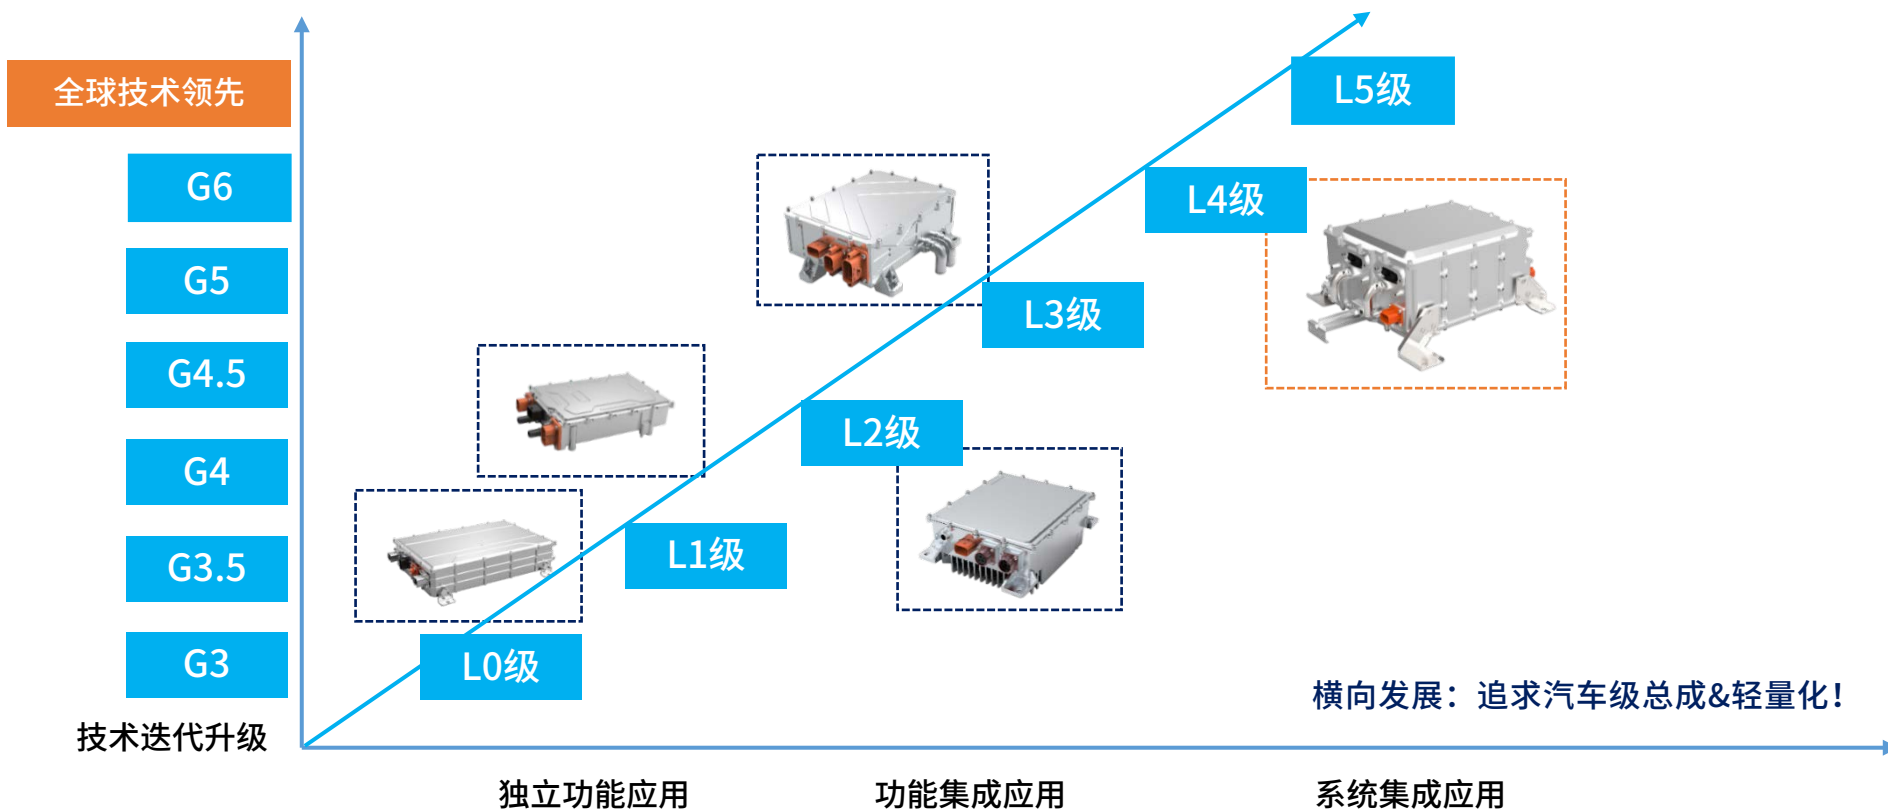 全球技术领先
L5级
G6
L4级
G5
L3级
G4.5
L2级
G4
L1级
G3.5
G3
L0级
横向发展：追求汽车级总成&轻量化！
技术迭代升级
独立功能应用
功能集成应用
系统集成应用